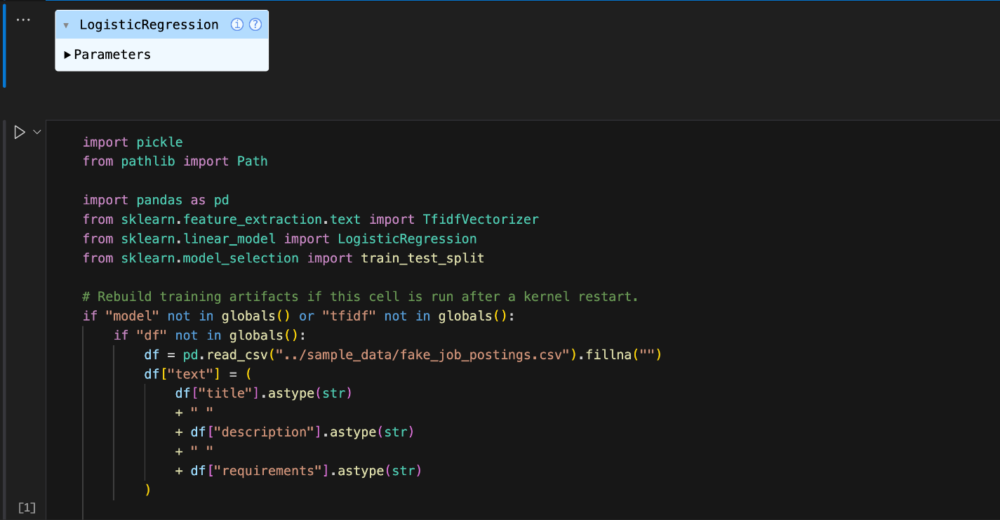 ...
▼ LogisticRegression i ?
▶Parameters
import pickle
from pathlib import Path
import pandas as pd
from sklearn.feature_extraction.text import TfidfVectorizer
from sklearn.linear_model import LogisticRegression
from sklearn.model_selection import train_test_split
# Rebuild training artifacts if this cell is run after a kernel restart.
if "model" not in globals() or "tfidf" not in globals():
    if "df" not in globals():
        df = pd.read_csv("../sample_data/fake_job_postings.csv").fillna("")
        df["text"] = (
            df["title"].astype(str)
            + " "
            + df["description"].astype(str)
            + " "
            + df["requirements"].astype(str)
        )
[1]